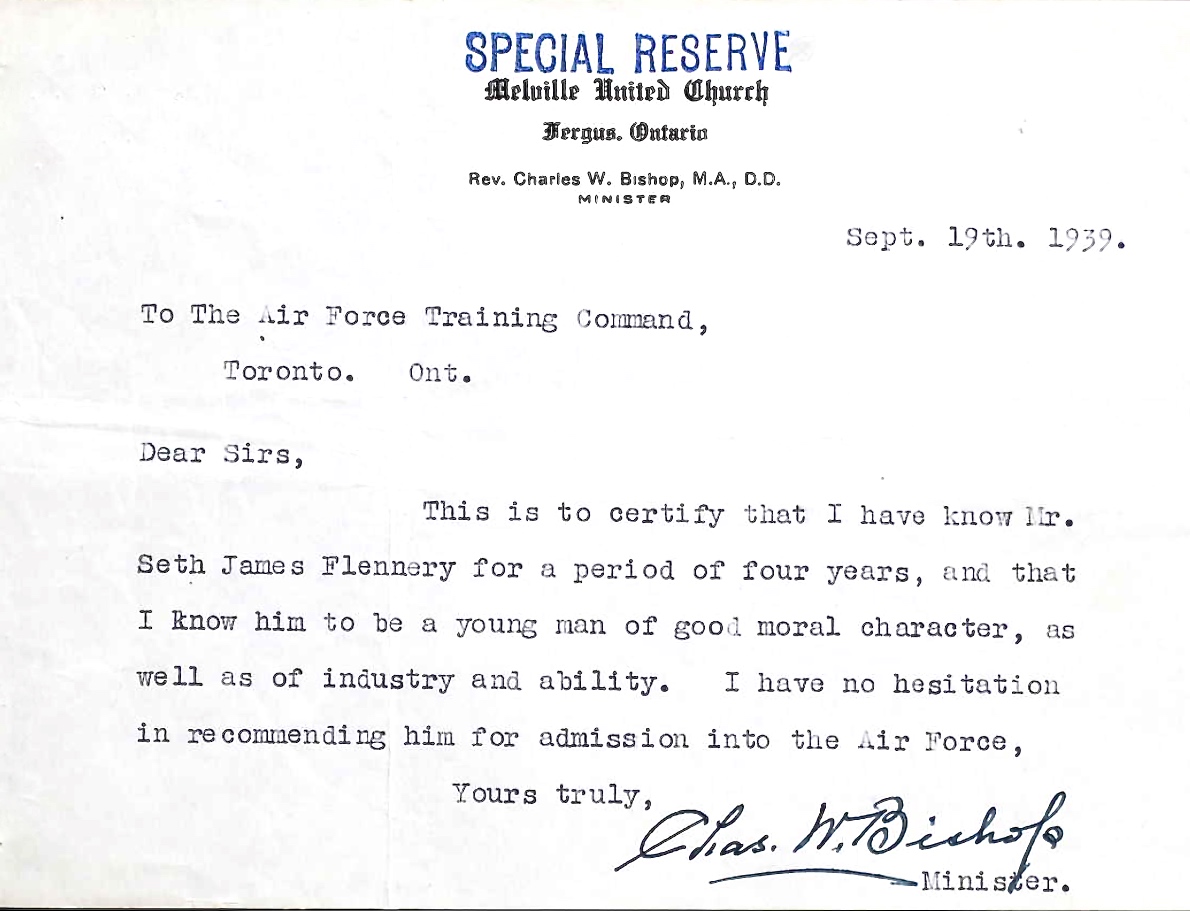 SPECIAL RESERVE
Melville United Church
Fergus. Ontario
Rev. Charles W. Bishop, M.A., D.D.
MINISTER
Sept. 19th. 1939.
To The Air Force Training Command,
Toronto. Ont.
Dear Sirs,
This is to certify that I have know Mr.
Seth James Flennery for a period of four years, and that
I know him to be a young man of good moral character, as
well as of industry and ability. I have no hesitation
in recommending him for admission into the Air Force,
Yours truly,
Chas. W. Bishop
Minister.